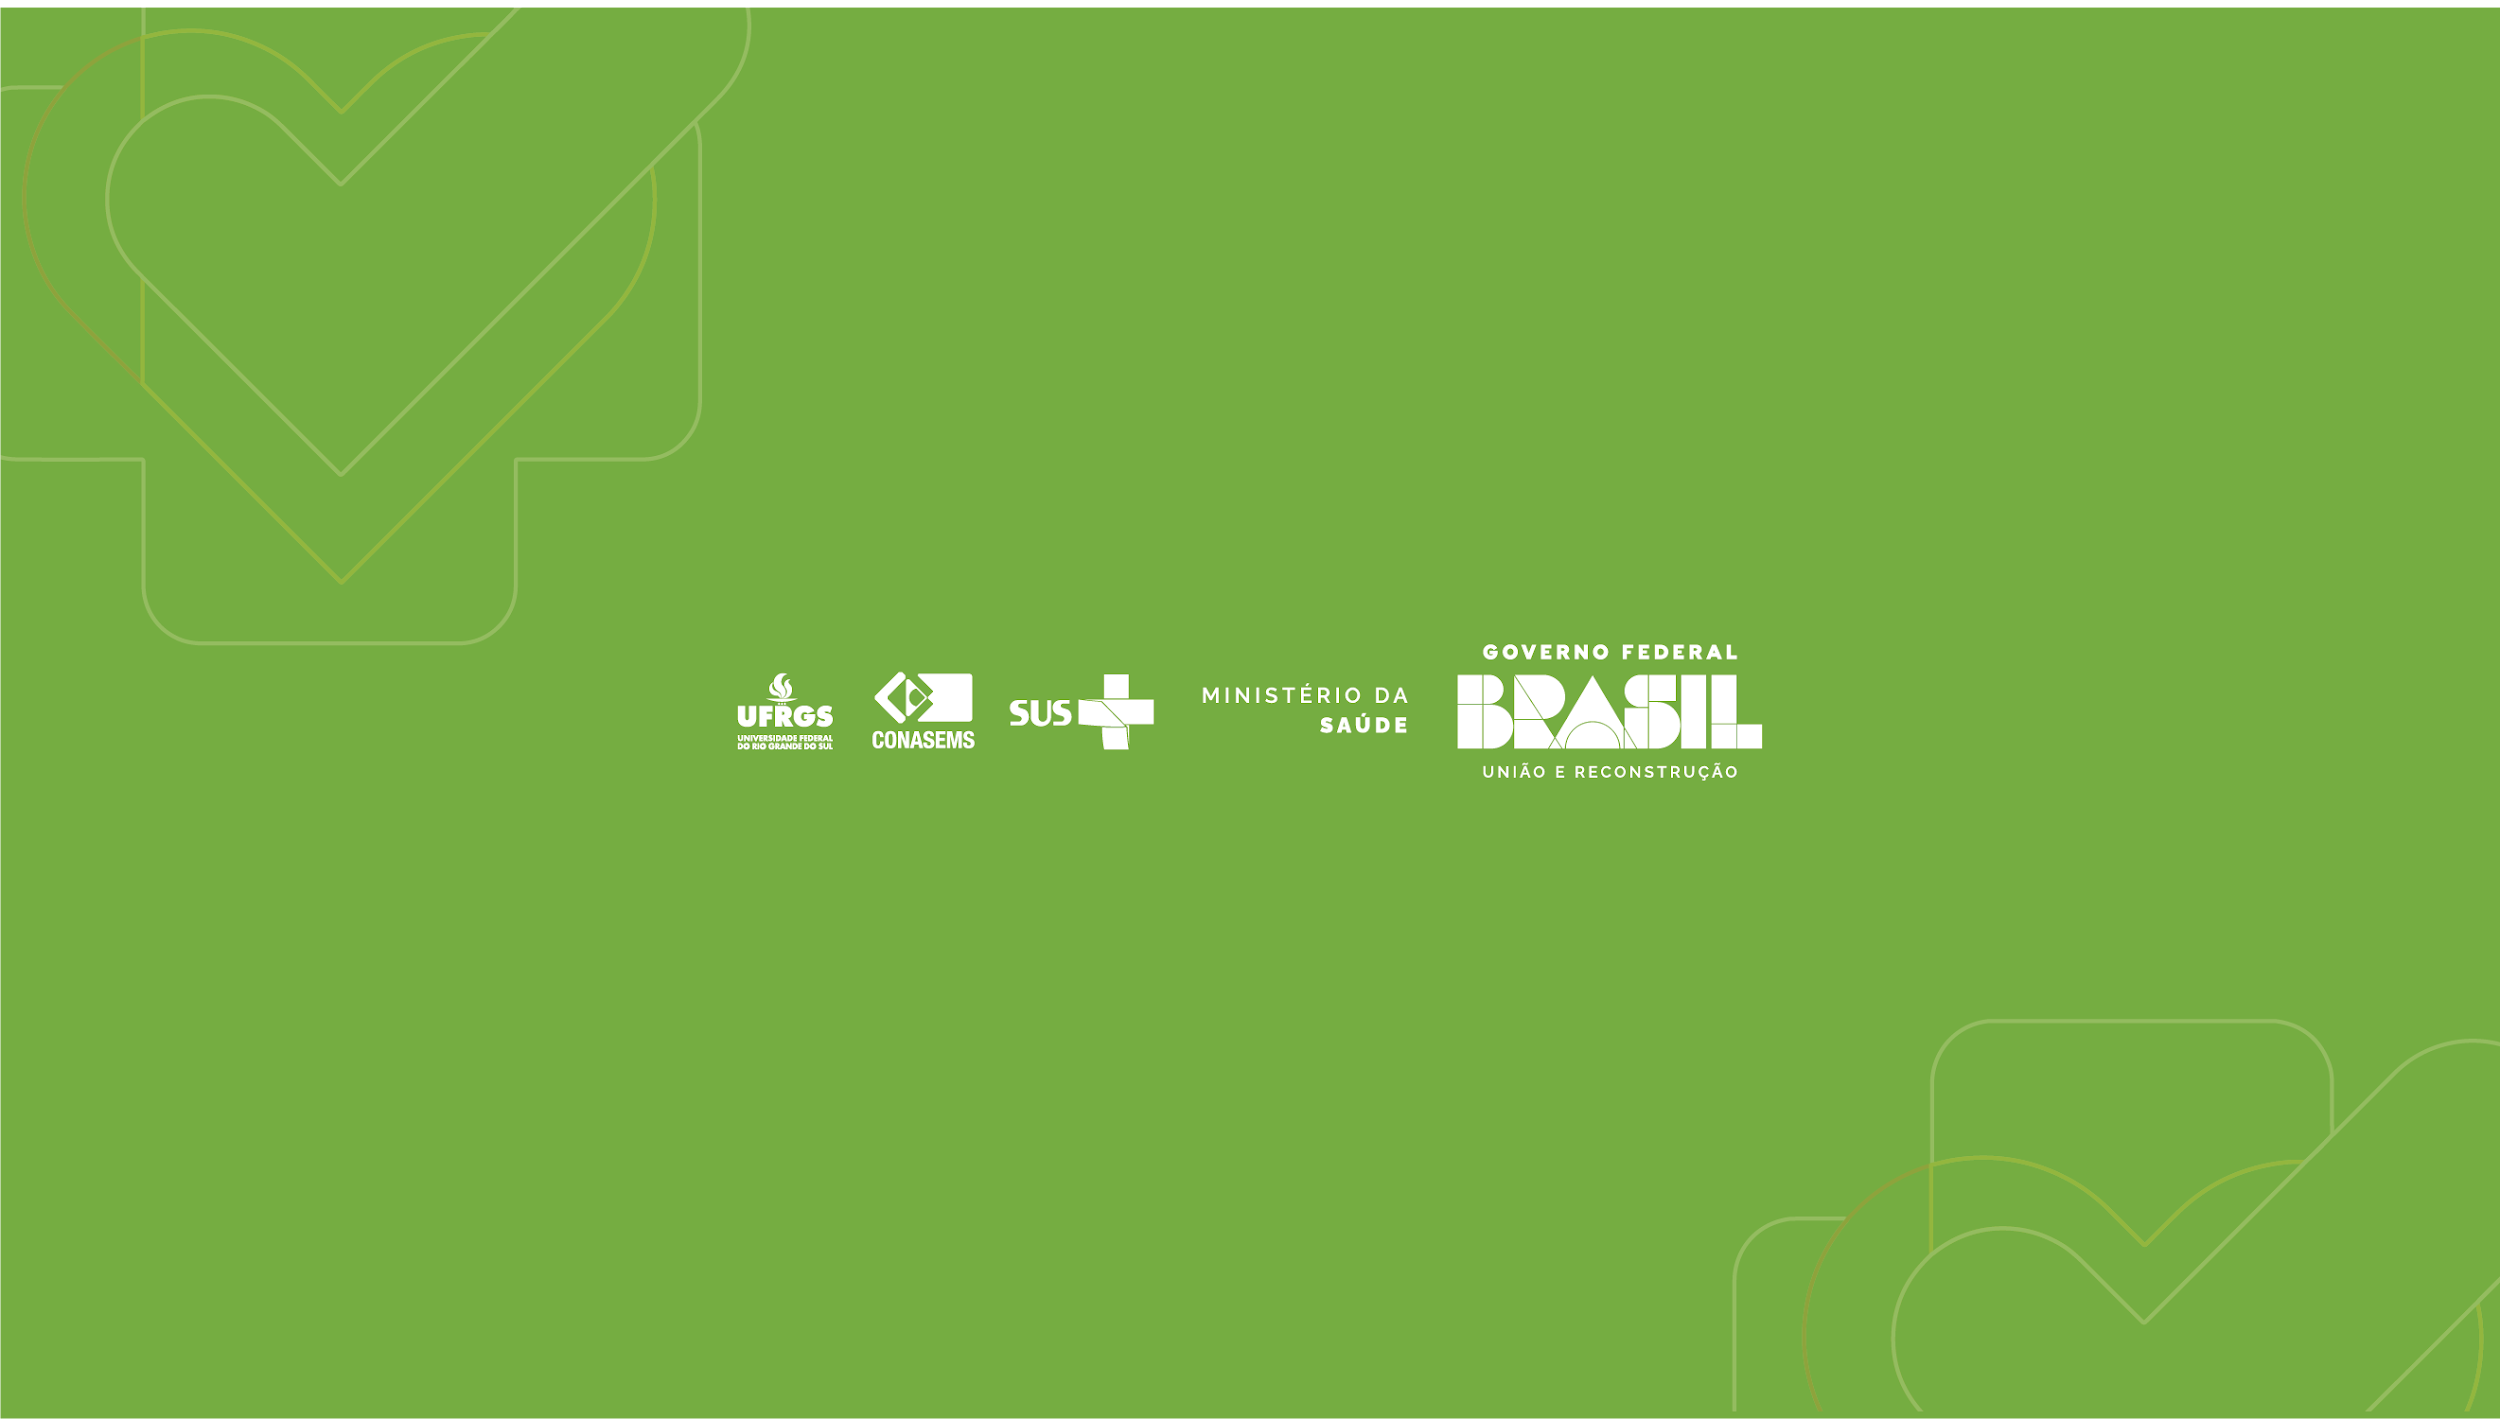 UFRGS
UNIVERSIDADE FEDERAL
DO RIO GRANDE DO SUL
CONASEMS
SUS
MINISTÉRIO DA
SAÚDE
GOVERNO FEDERAL
BRASIL
UNIÃO E RECONSTRUÇÃO